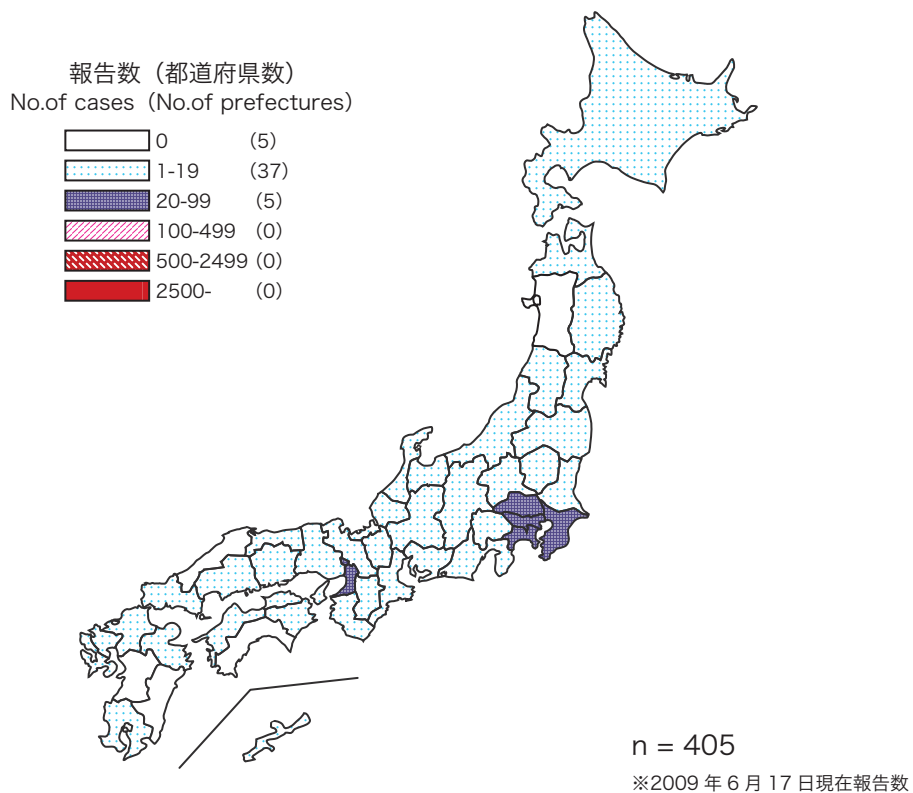 報告数（都道府県数）
No.of cases（No.of prefectures）
0 (5)
1-19 (37)
20-99 (5)
100-499 (0)
500-2499 (0)
2500- (0)
n = 405
※2009 年 6 月 17 日現在報告数